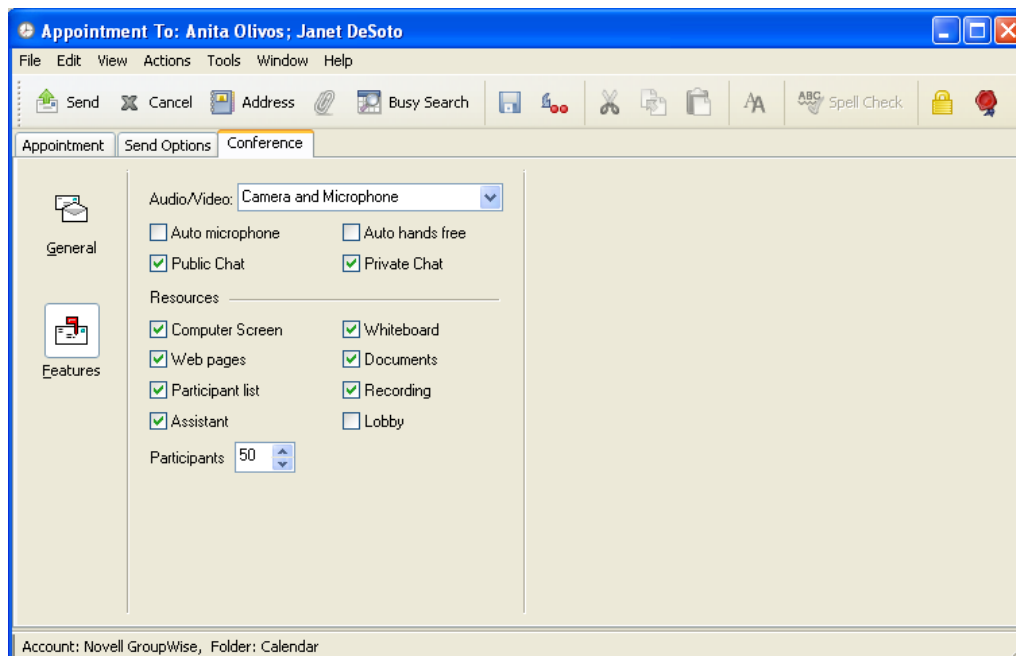 Appointment To: Anita Olivos; Janet DeSoto
File Edit View Actions Tools Window Help
Send Cancel Address Busy Search ABC Spell Check
Appointment Send Options Conference
General
Features
Audio/Video: Camera and Microphone
Auto microphone Auto hands free
Public Chat Private Chat
Resources
Computer Screen Whiteboard
Web pages Documents
Participant list Recording
Assistant Lobby
Participants 50
Account: Novell GroupWise, Folder: Calendar